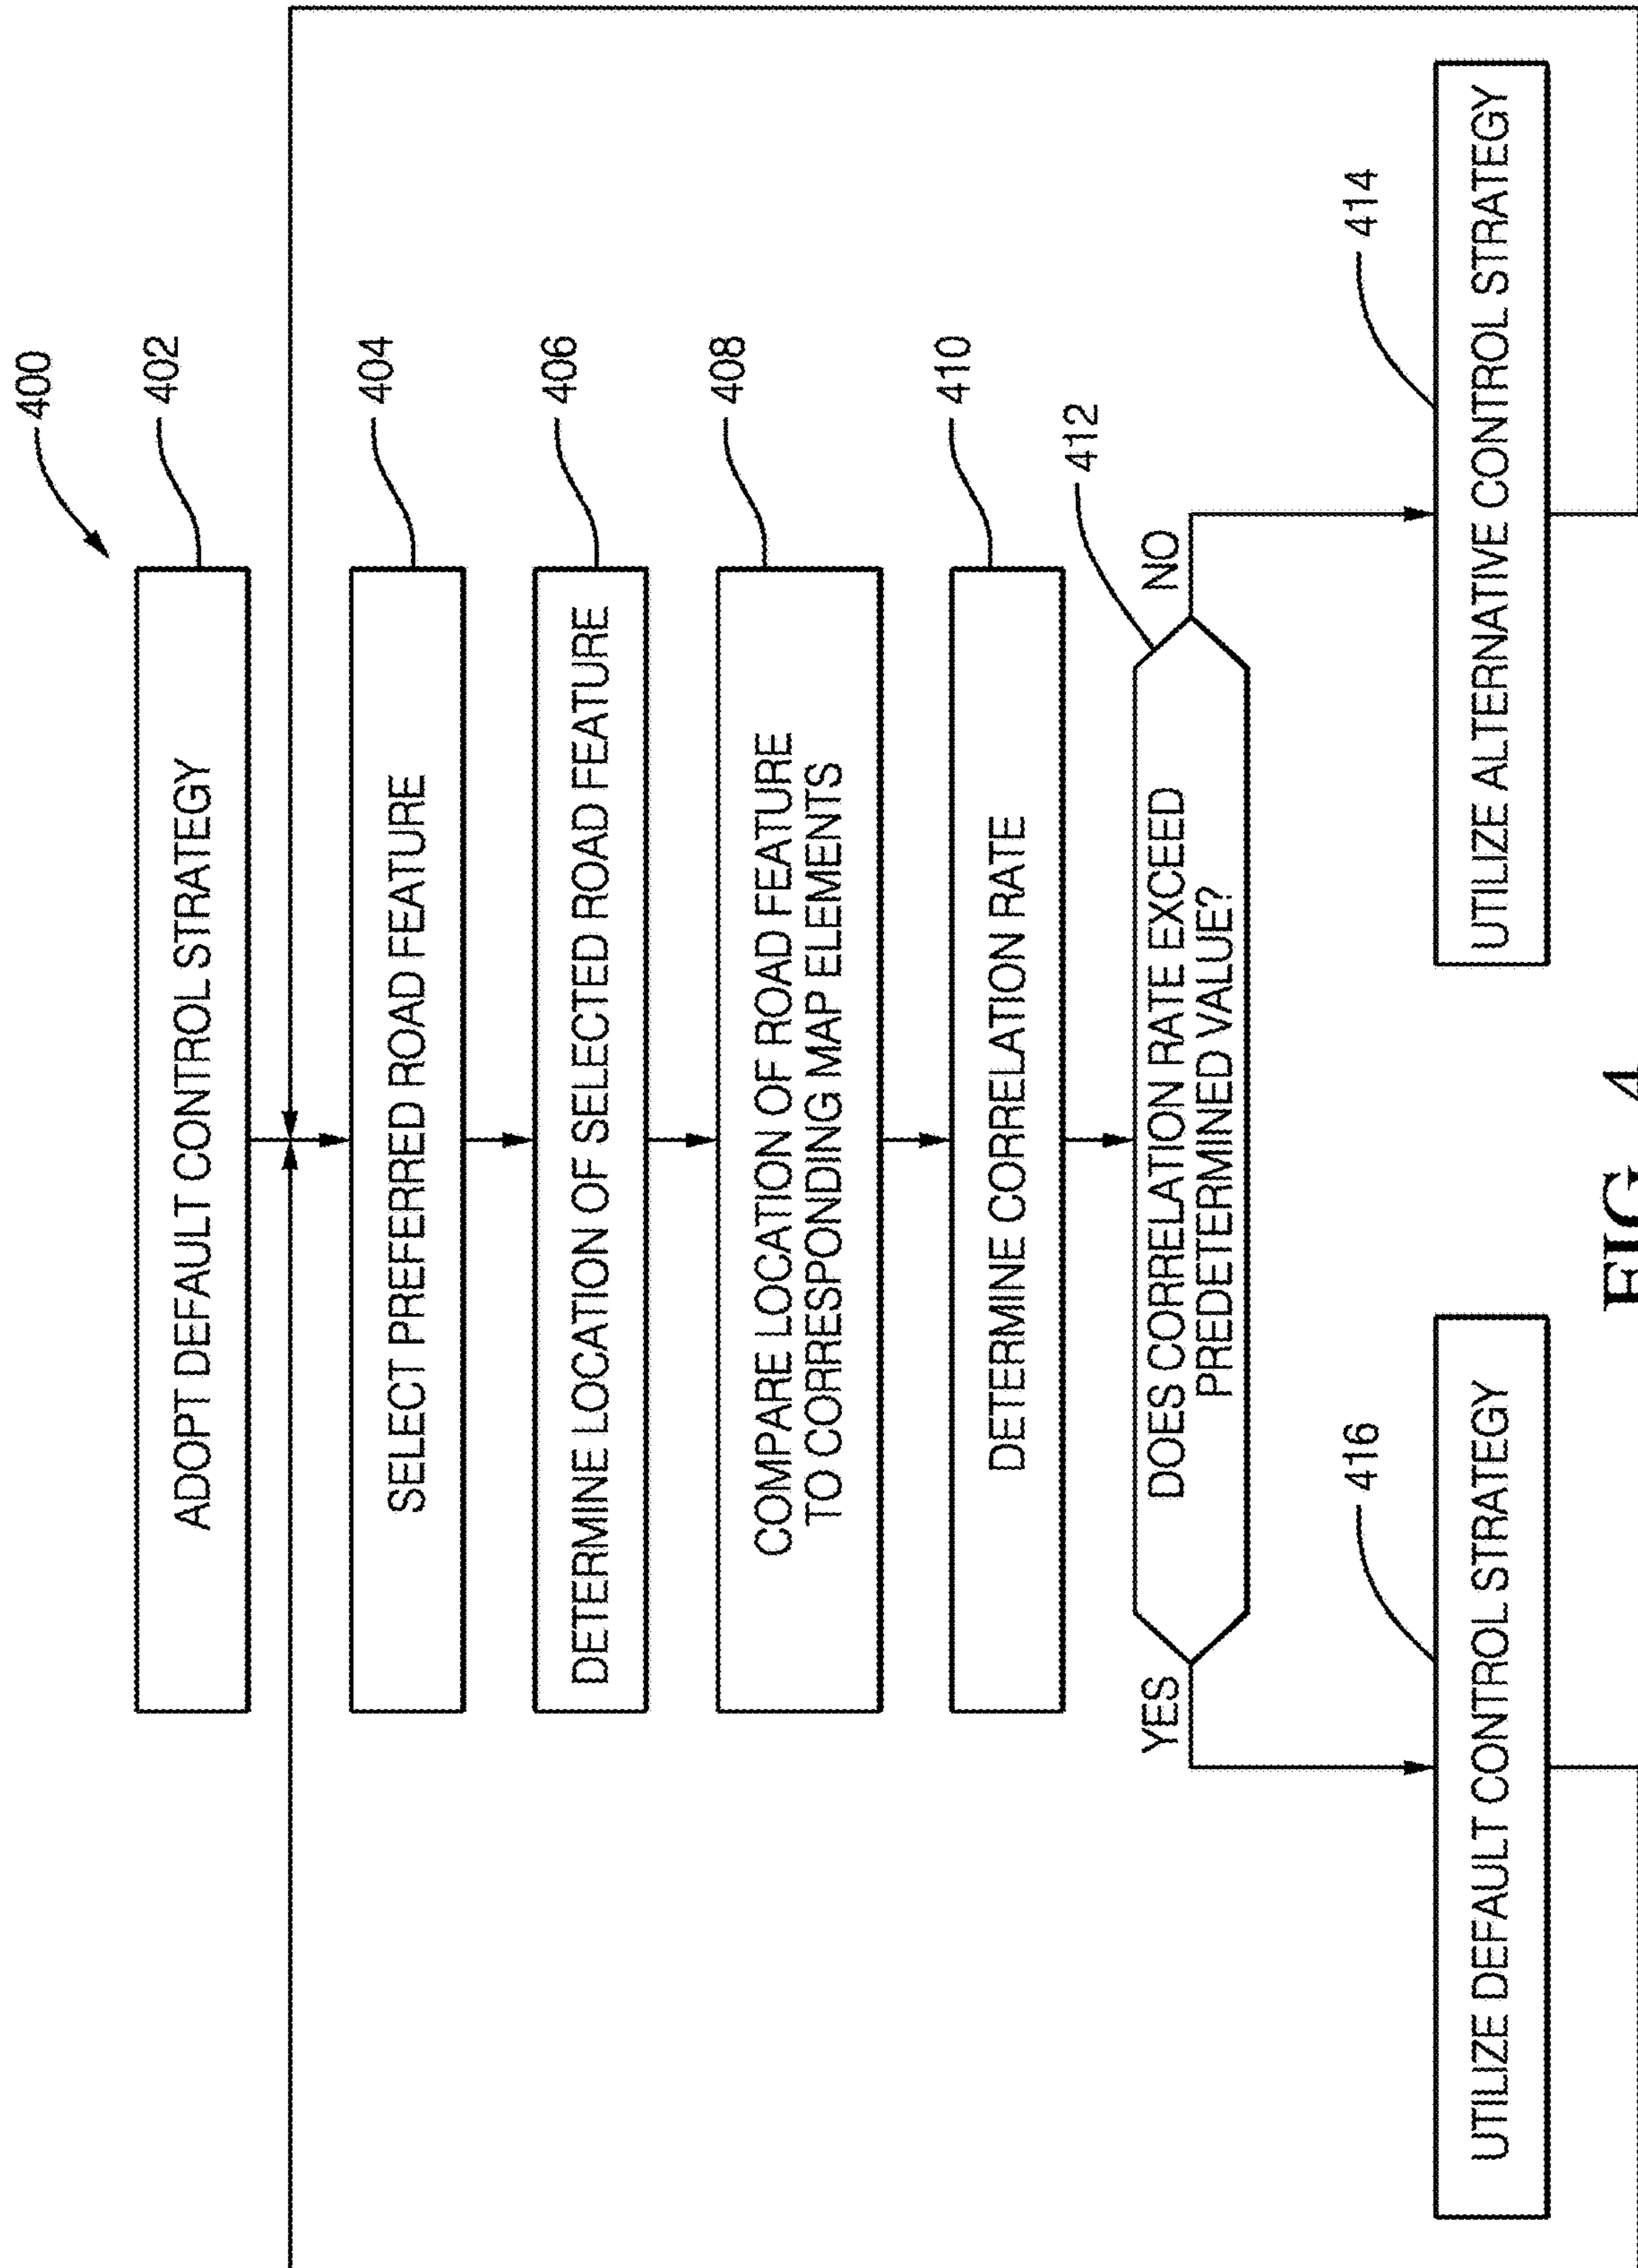 400
ADOPT DEFAULT CONTROL STRATEGY
402
SELECT PREFERRED ROAD FEATURE
404
DETERMINE LOCATION OF SELECTED ROAD FEATURE
406
COMPARE LOCATION OF ROAD FEATURE
TO CORRESPONDING MAP ELEMENTS
408
DETERMINE CORRELATION RATE
410
412
YES
DOES CORRELATION RATE EXCEED
PREDETERMINED VALUE?
NO
416
414
UTILIZE DEFAULT CONTROL STRATEGY
UTILIZE ALTERNATIVE CONTROL STRATEGY
FIG. 4